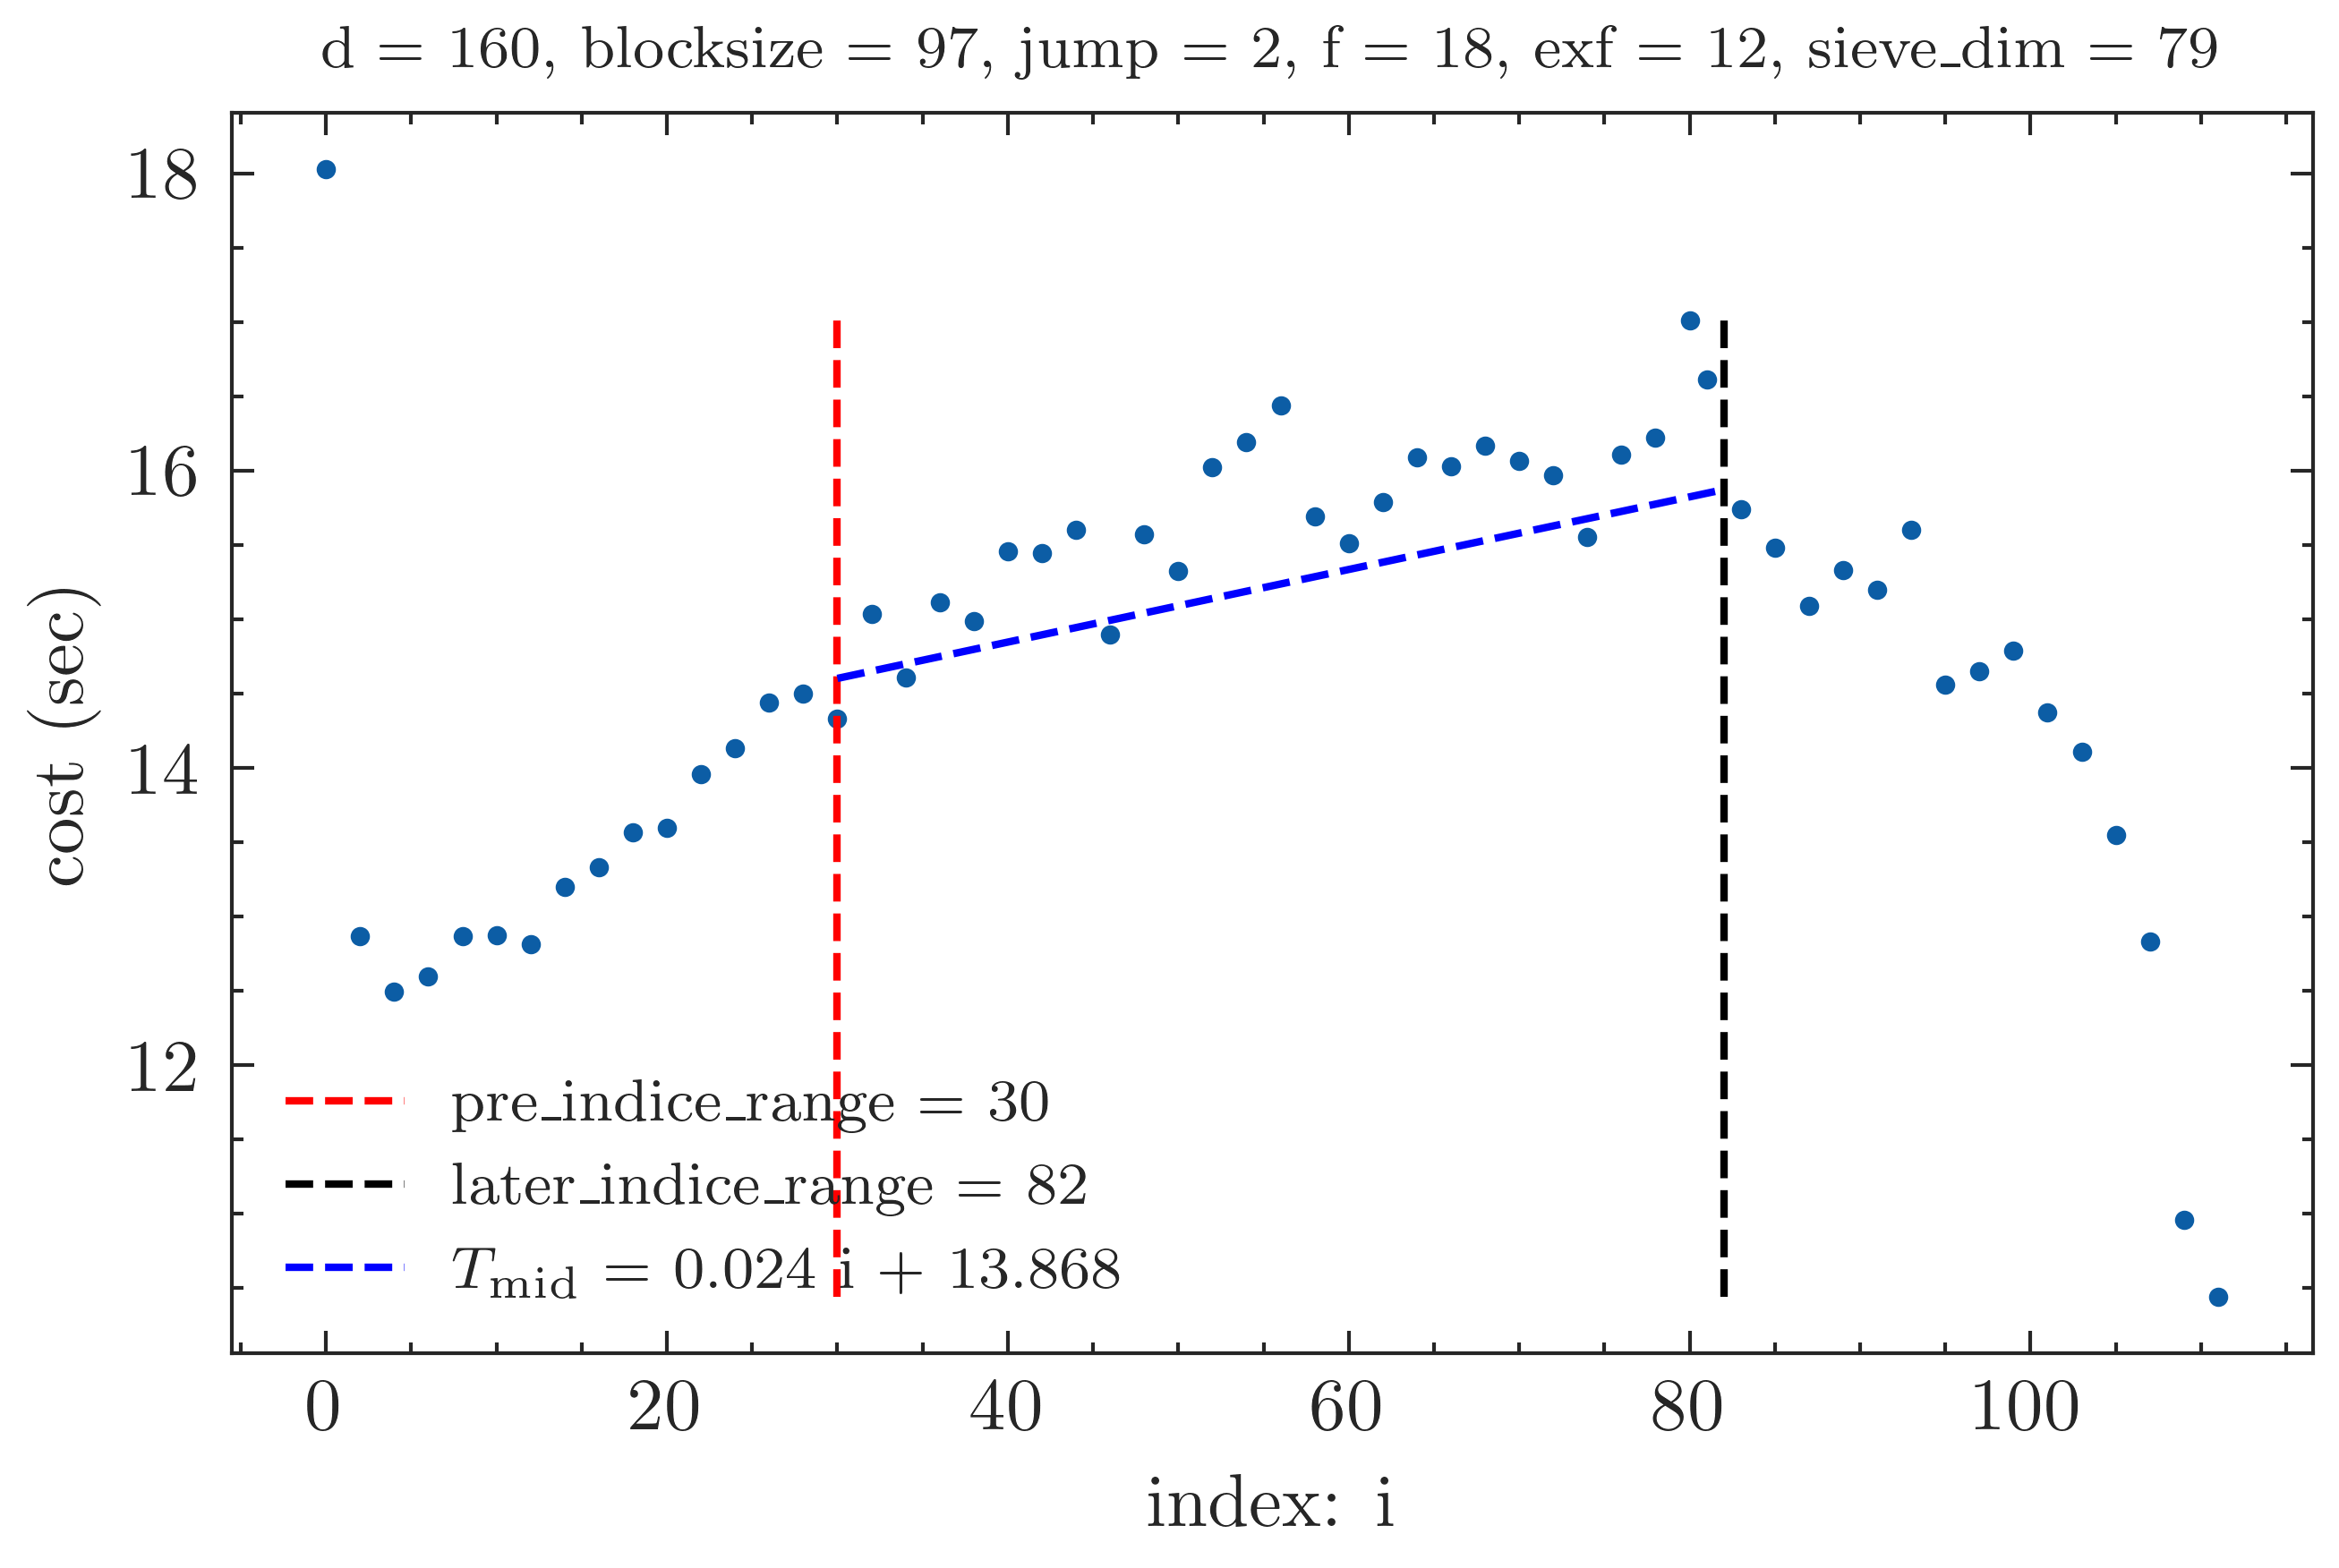 d = 160, blocksize = 97, jump = 2, f = 18, exf = 12, sieve_dim = 79
cost (sec)
18
16
14
12
pre_indice_range = 30
later_indice_range = 82
T_mid = 0.024 i + 13.868
0 20 40 60 80 100
index: i